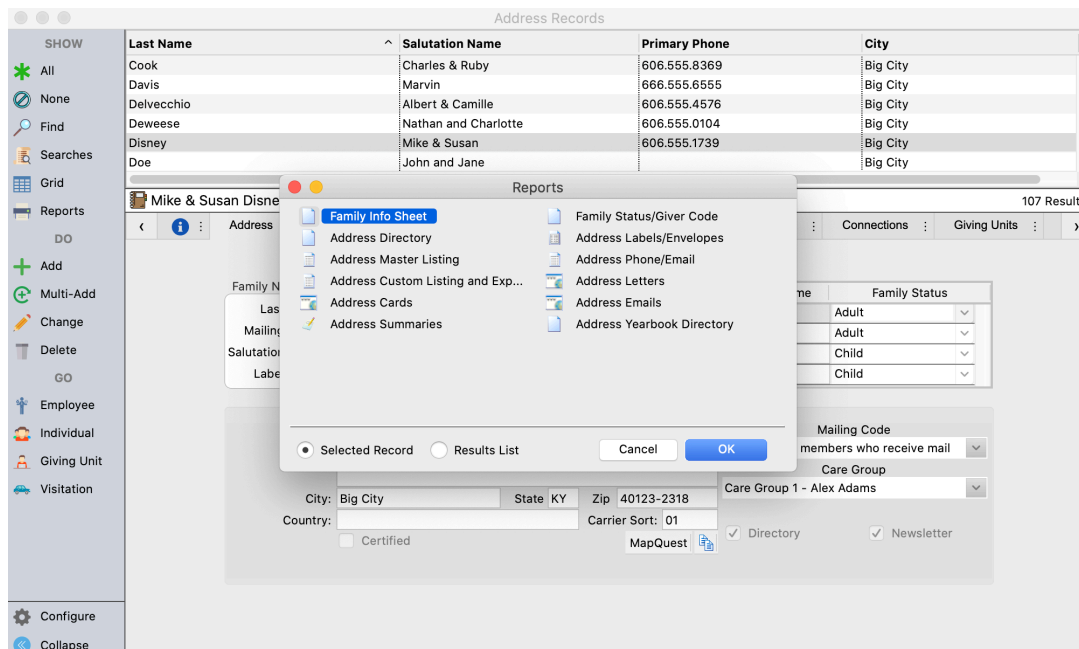 Address Records
SHOW
All
None
Find
Searches
Grid
Reports
DO
Add
Multi-Add
Change
Delete
GO
Employee
Individual
Giving Unit
Visitation
Configure
Collapse
Last Name Salutation Name Primary Phone City
Cook Charles & Ruby 606.555.8369 Big City
Davis Marvin 666.555.6555 Big City
Delvecchio Albert & Camille 606.555.4576 Big City
Deweese Nathan and Charlotte 606.555.0104 Big City
Disney Mike & Susan 606.555.1739 Big City
Doe John and Jane Big City
Mike & Susan Disne 107 Result
Address Connections Giving Units
Reports
Family Info Sheet Family Status/Giver Code
Address Directory Address Labels/Envelopes
Address Master Listing Address Phone/Email
Address Custom Listing and Exp... Address Letters
Address Cards Address Emails
Address Summaries Address Yearbook Directory
Selected Record Results List Cancel OK
Family N
Las
Mailing
Salutation
Labe
me Family Status
Adult
Adult
Child
Child
Mailing Code
members who receive mail
Care Group
Care Group 1 - Alex Adams
City: Big City State KY Zip 40123-2318
Country: Carrier Sort: 01
Certified MapQuest
Directory Newsletter